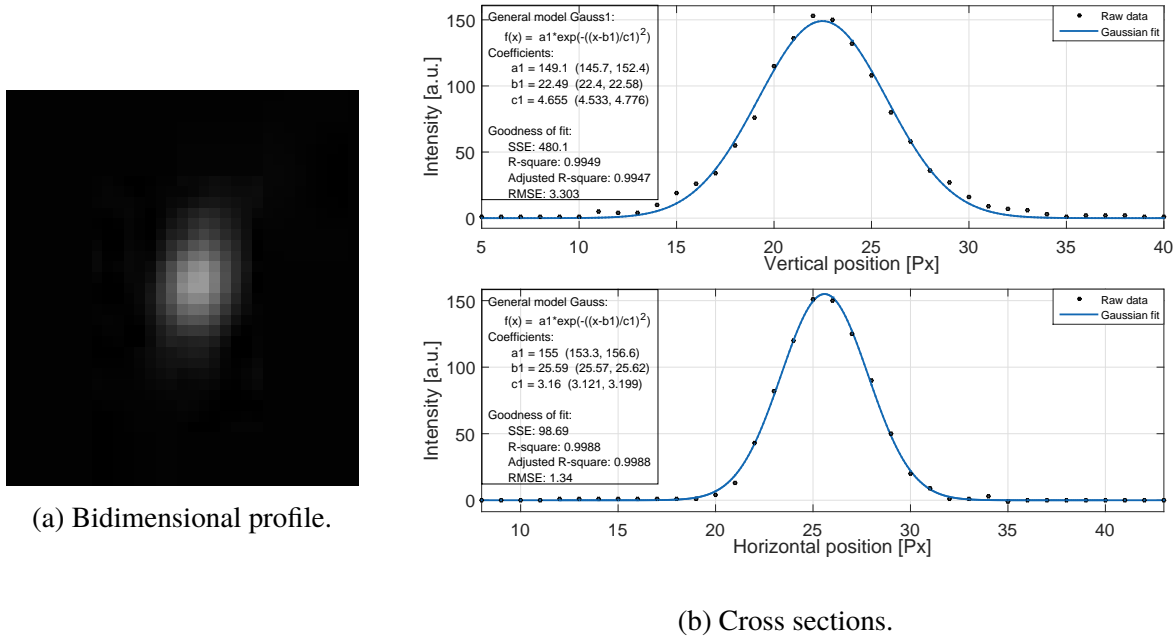 General model Gauss1:
f(x) = a1*exp(-((x-b1)/c1)²)
Coefficients:
a1 = 149.1 (145.7, 152.4)
b1 = 22.49 (22.4, 22.58)
c1 = 4.655 (4.533, 4.776)
Goodness of fit:
SSE: 480.1
R-square: 0.9949
Adjusted R-square: 0.9947
RMSE: 3.303
Raw data
Gaussian fit
Intensity [a.u.]
150
100
50
0
5 10 15 20 25 30 35 40
Vertical position [Px]
General model Gauss:
f(x) = a1*exp(-((x-b1)/c1)²)
Coefficients:
a1 = 155 (153.3, 156.6)
b1 = 25.59 (25.57, 25.62)
c1 = 3.16 (3.121, 3.199)
Goodness of fit:
SSE: 98.69
R-square: 0.9988
Adjusted R-square: 0.9988
RMSE: 1.34
Raw data
Gaussian fit
Intensity [a.u.]
150
100
50
0
10 15 20 25 30 35 40
Horizontal position [Px]
(a) Bidimensional profile.
(b) Cross sections.